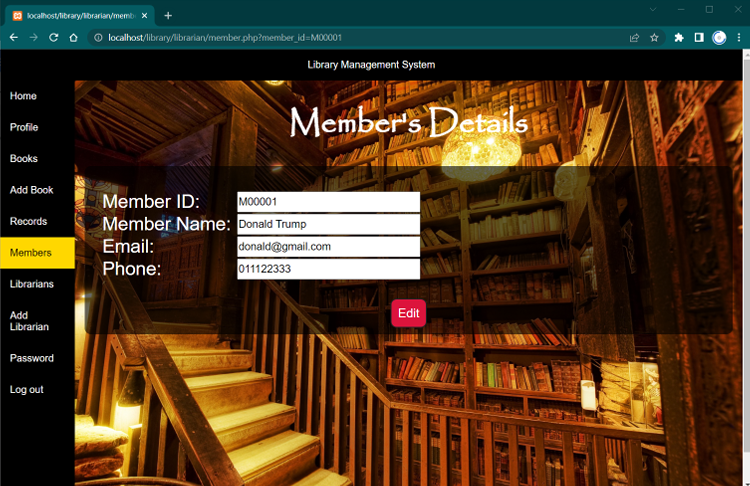 localhost/library/librarian/memb
localhost/library/librarian/member.php?member_id=M00001
Library Management System
Home
Profile
Books
Add Book
Records
Members
Librarians
Add
Librarian
Password
Log out
Member's Details
Member ID: M00001
Member Name: Donald Trump
Email: donald@gmail.com
Phone: 011122333
Edit